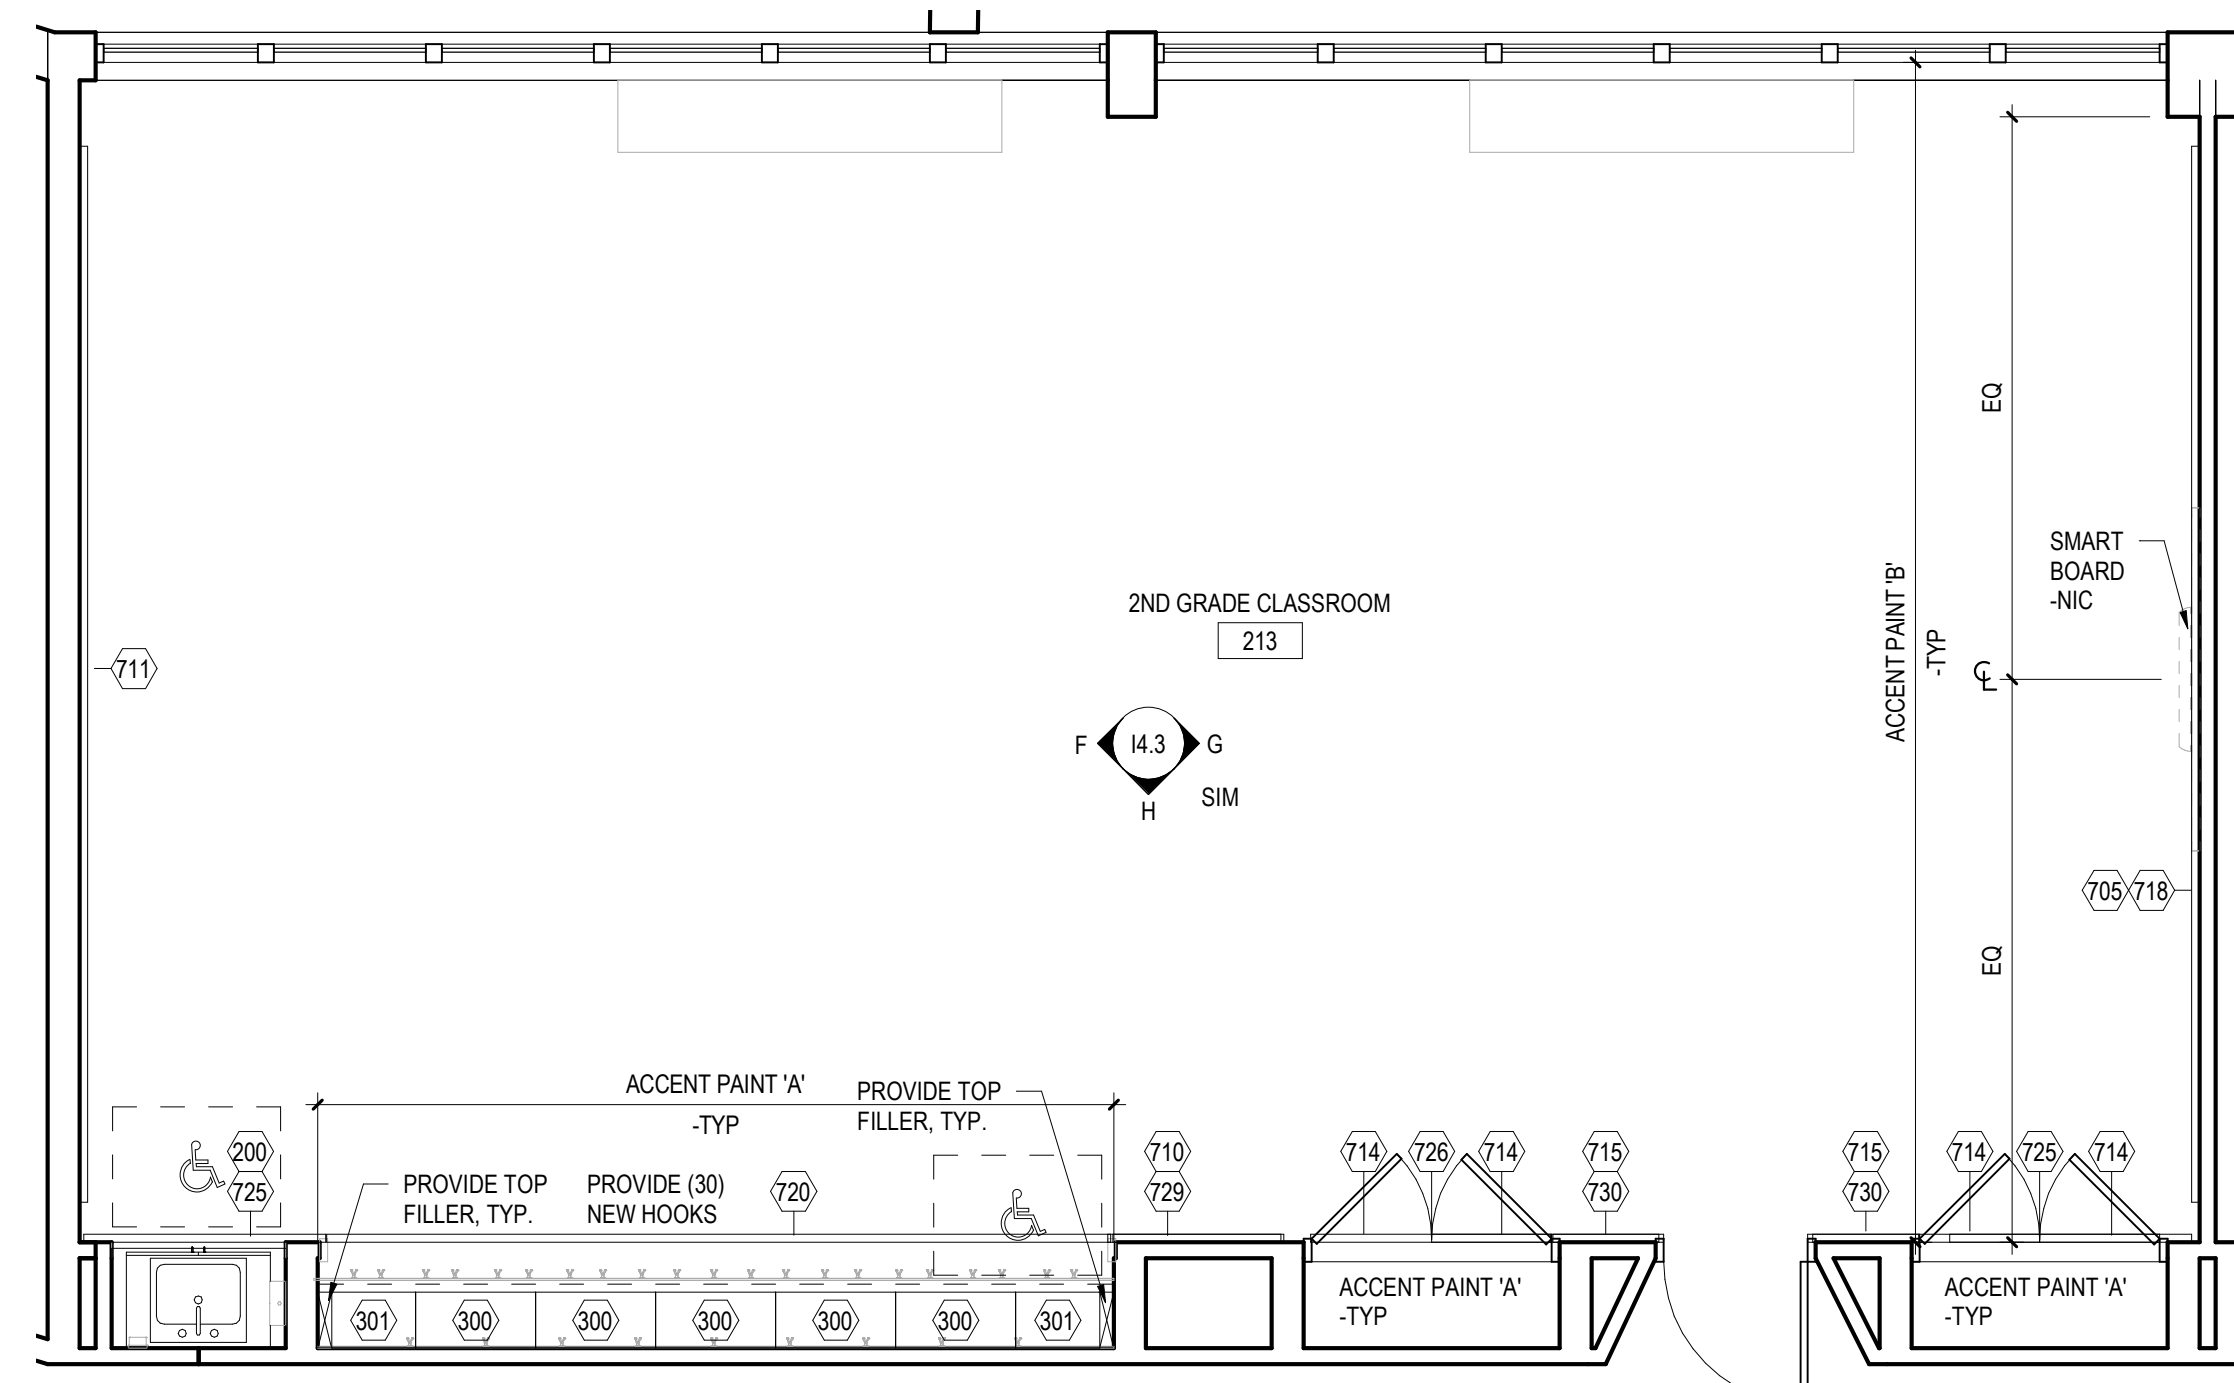 SMART
BOARD
-NIC
EQ
ACCENT PAINT 'B'
-TYP
2ND GRADE CLASSROOM
213
711
℄
F
I4.3
G
H
SIM
705 718
EQ
ACCENT PAINT 'A'
-TYP
PROVIDE TOP
FILLER, TYP.
200
725
PROVIDE TOP
FILLER, TYP.
PROVIDE (30)
NEW HOOKS
720
710
729
714 726 714
715
730
715
730
714 725 714
301 300 300 300 300 300 301
ACCENT PAINT 'A'
-TYP
ACCENT PAINT 'A'
-TYP